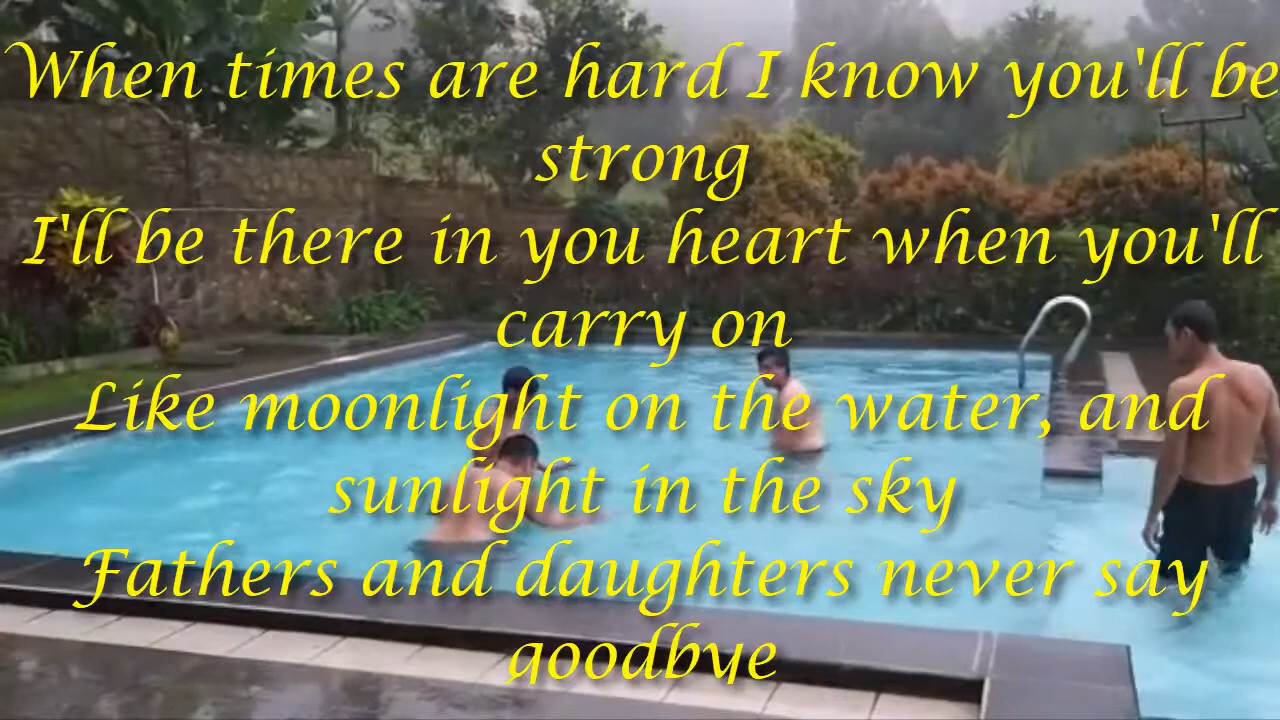 When times are hard I know you'll be
strong
I'll be there in you heart when you'll
carry on
Like moonlight on the water, and
sunlight in the sky
Fathers and daughters never say
goodbye